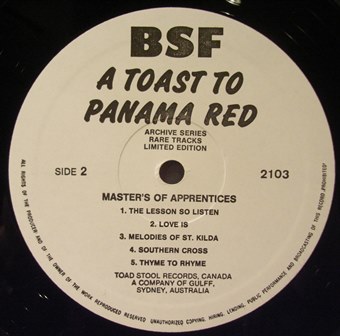 BSF
A TOAST TO
PANAMA RED
ARCHIVE SERIES
RARE TRACKS
LIMITED EDITION
SIDE 2
2103
MASTER'S OF APPRENTICES
1. THE LESSON SO LISTEN
2. LOVE IS
3. MELODIES OF ST. KILDA
4. SOUTHERN CROSS
5. THYME TO RHYME
TOAD STOOL RECORDS, CANADA
A COMPANY OF GULFF,
SYDNEY, AUSTRALIA
ALL RIGHTS OF THE PRODUCER AND OF THE OWNER OF THE WORK REPRODUCED RESERVED UNAUTHORIZED COPYING, HIRING, LENDING, PUBLIC PERFORMANCE AND BROADCASTING OF THIS RECORD PROHIBITED